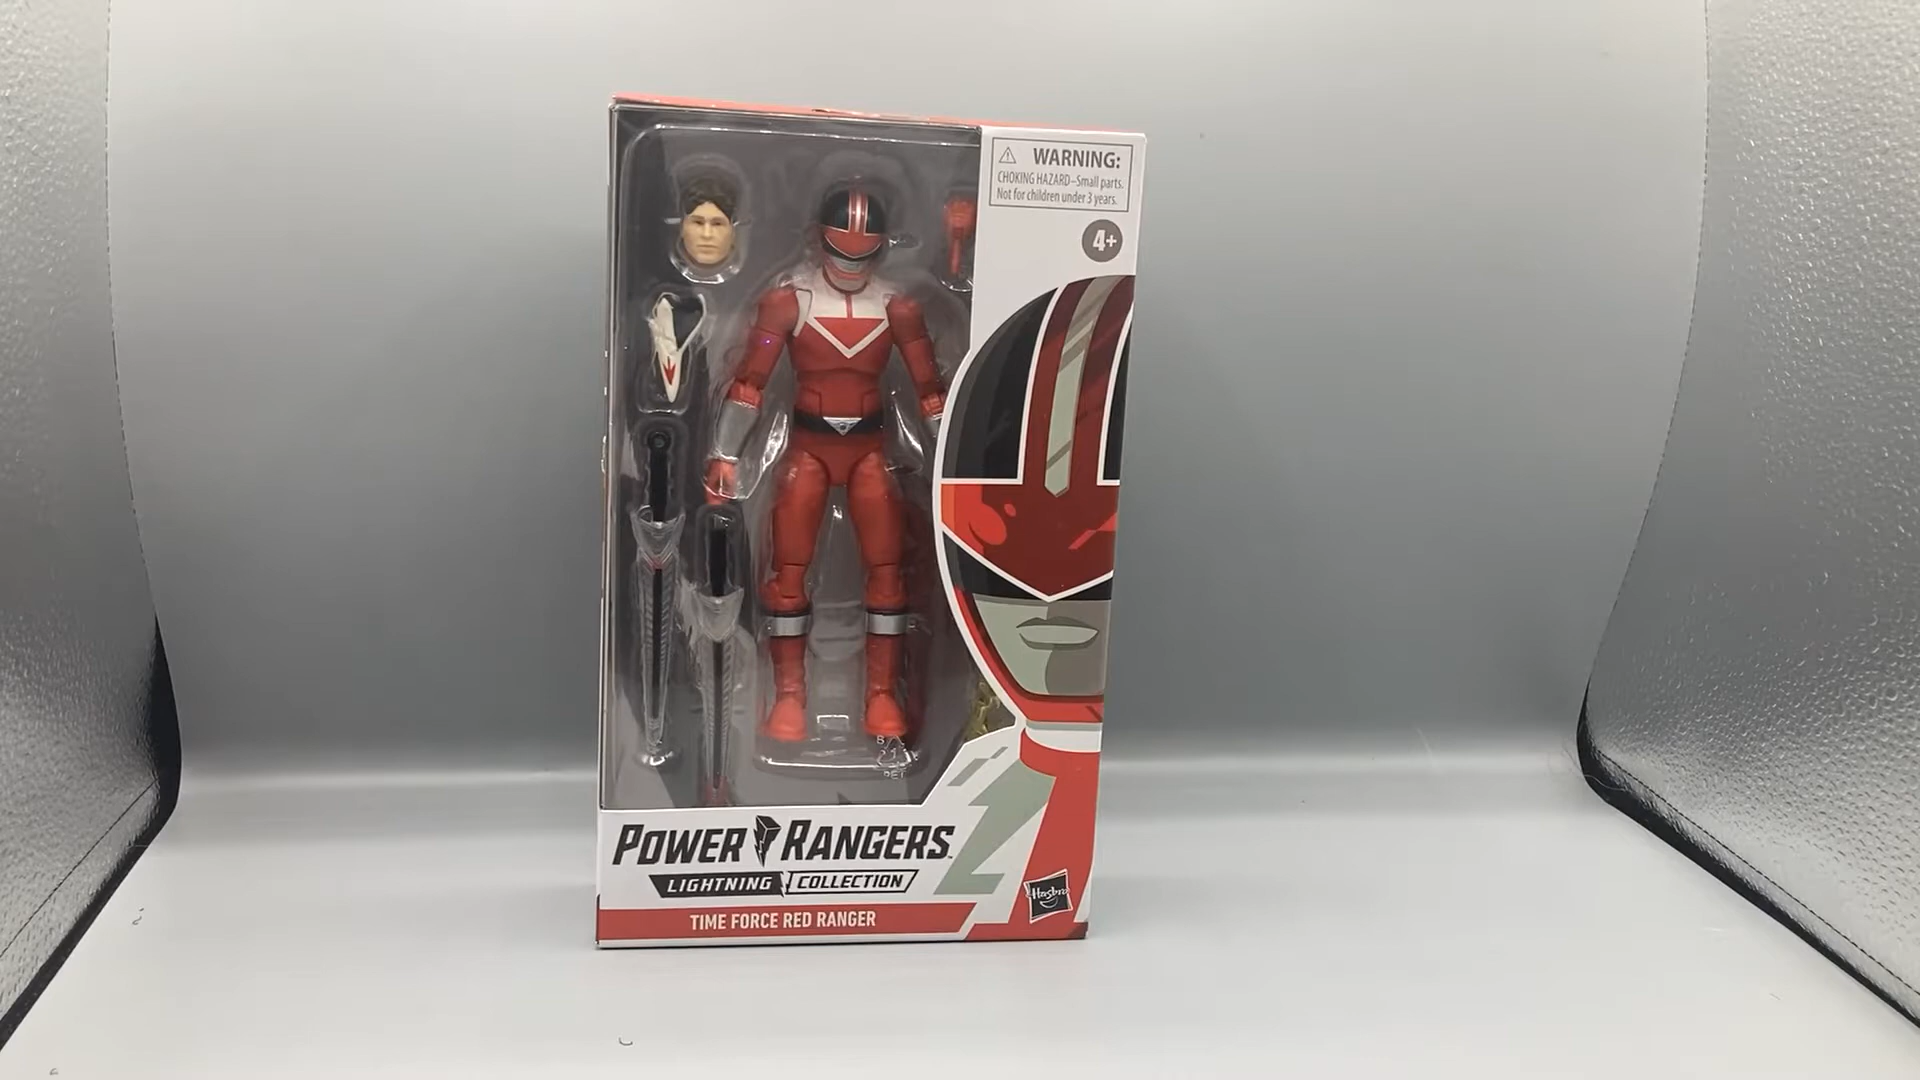 WARNING:
CHOKING HAZARD–Small parts.
Not for children under 3 years.
4+
POWER RANGERS
LIGHTNING COLLECTION
TIME FORCE RED RANGER
Hasbro